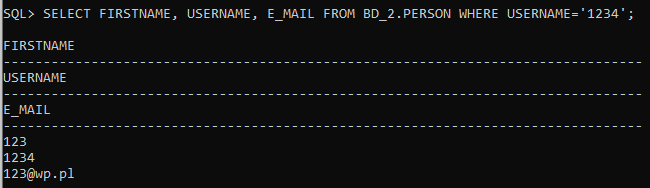 SQL> SELECT FIRSTNAME, USERNAME, E_MAIL FROM BD_2.PERSON WHERE USERNAME='1234';
FIRSTNAME
--------------------------------------------------------------------------------
USERNAME
--------------------------------------------------------------------------------
E_MAIL
--------------------------------------------------------------------------------
123
1234
123@wp.pl